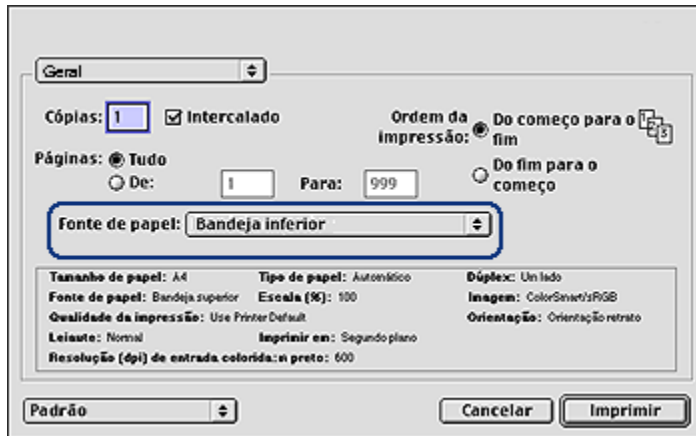 Geral
Cópias: 1 Intercalado Ordem da impressão: Do começo para o fim
Páginas: Tudo Do fim para o começo
De: 1 Para: 999
Fonte de papel: Bandeja inferior
Tamanho de papel: A4 Tipo de papel: Automático Dúplex: Um lado
Fonte de papel: Bandeja superior Escala (%): 100 Imagem: ColorSmart/sRGB
Qualidade da impressão: Use Printer Default Orientação: Orientação retrato
Leiaute: Normal Imprimir en: Segundo plano
Resolução (dpi) de entrada colorida:n preto: 600
Padrão Cancelar Imprimir